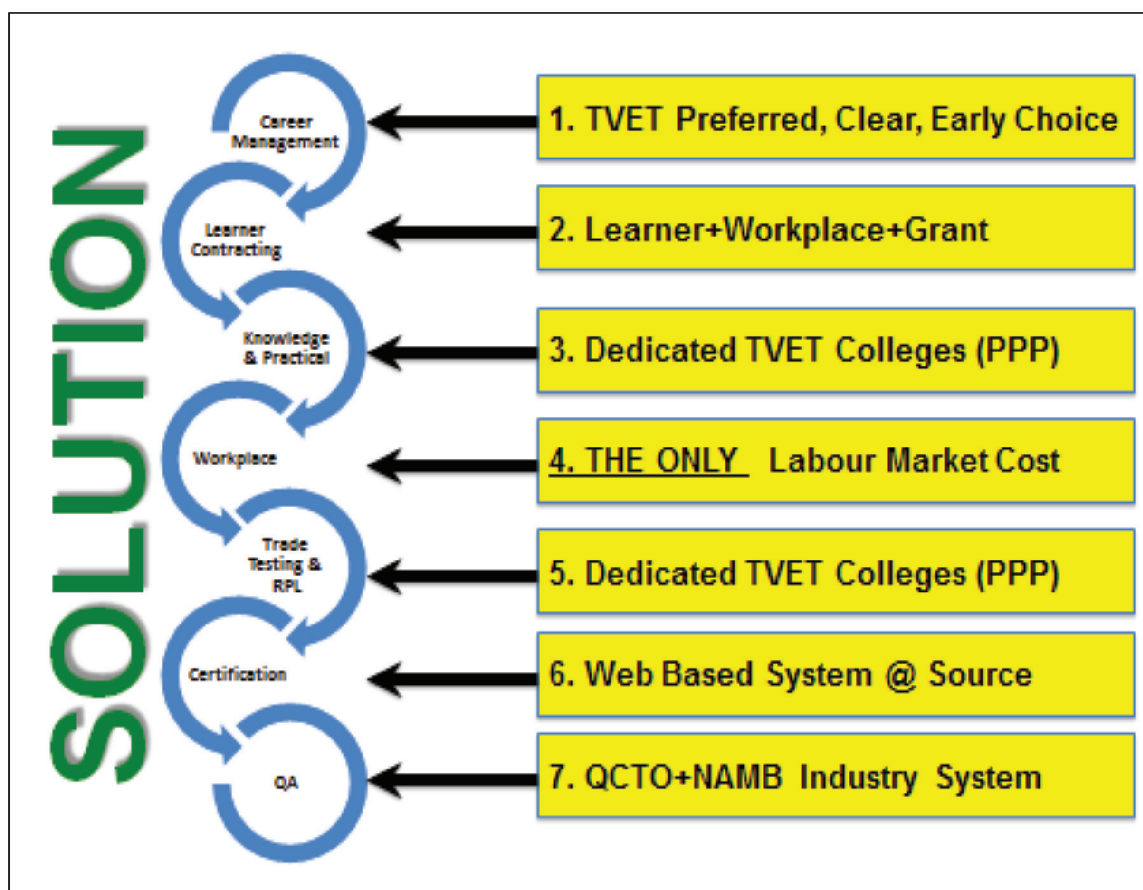 SOLUTION
Career
Management
1. TVET Preferred, Clear, Early Choice
Learner
Contracting
2. Learner+Workplace+Grant
Knowledge
& Practical
3. Dedicated TVET Colleges (PPP)
Workplace
4. THE ONLY Labour Market Cost
Trade
Testing &
RPL
5. Dedicated TVET Colleges (PPP)
Certification
6. Web Based System @ Source
QA
7. QCTO+NAMB Industry System